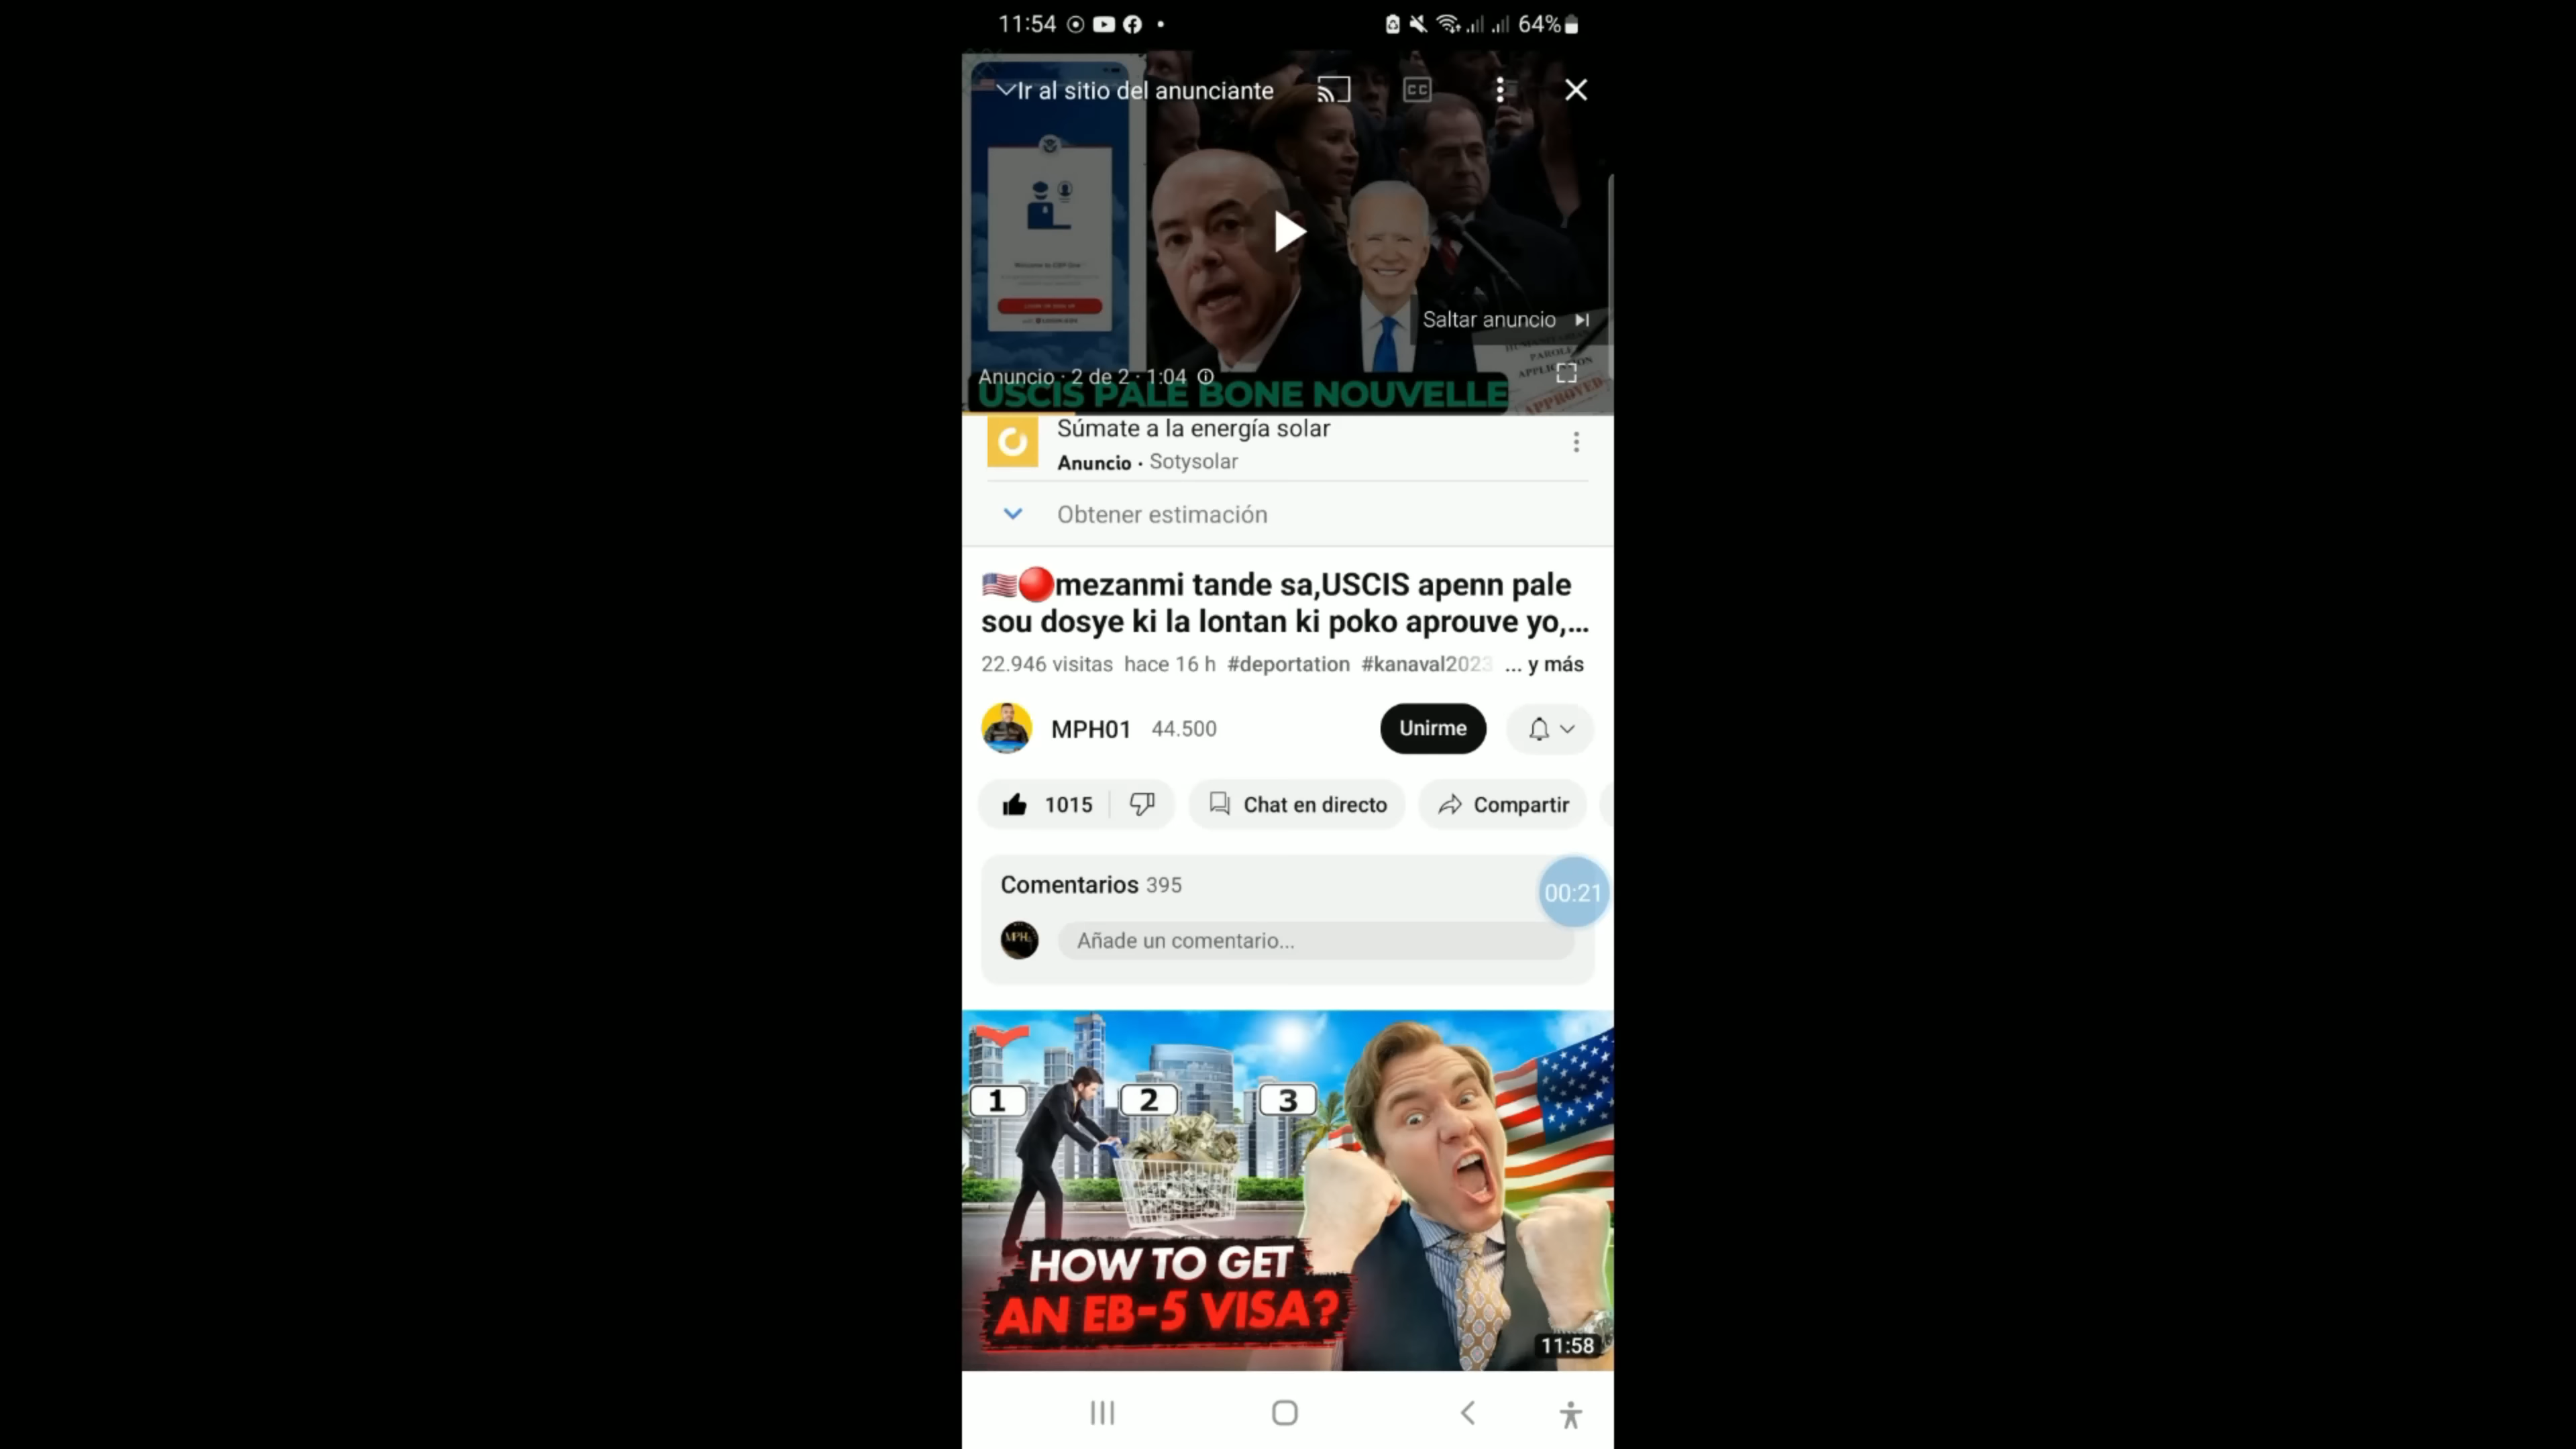 11:54
64%
Ir al sitio del anunciante
CC
Saltar anuncio
PAROLE
APPROVED
Anuncio · 2 de 2 · 1:04
USCIS PALE BONE NOUVELLE
Súmate a la energía solar
Anuncio · Sotysolar
Obtener estimación
mezanmi tande sa,USCIS apenn pale
sou dosye ki la lontan ki poko aprouve yo,...
22.946 visitas hace 16 h #deportation #kanaval2023 ... y más
MPH01 44.500
Unirme
1015
Chat en directo
Compartir
Comentarios 395
00:21
Añade un comentario...
1 2 3
HOW TO GET
AN EB-5 VISA?
11:58